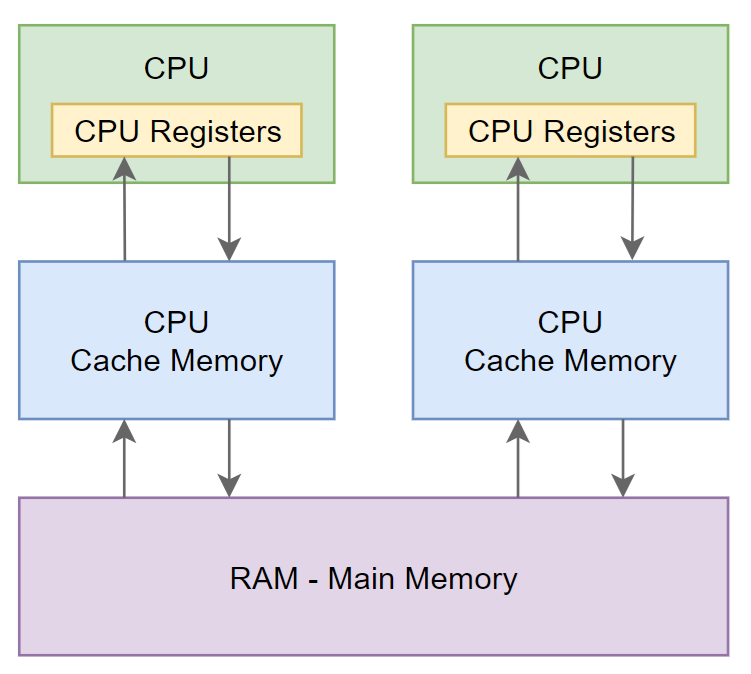 CPU
CPU Registers
CPU
CPU Registers
CPU
Cache Memory
CPU
Cache Memory
RAM - Main Memory